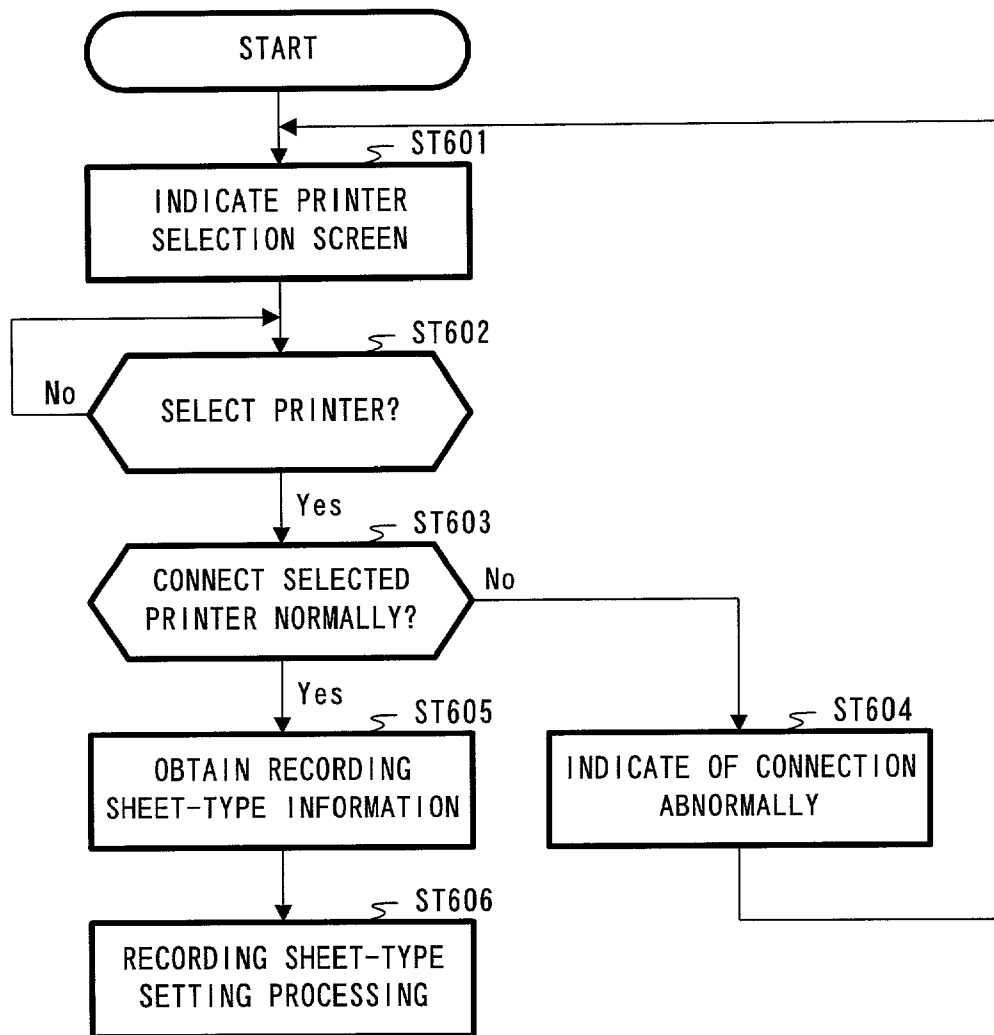 START
ST601
INDICATE PRINTER
SELECTION SCREEN
ST602
No
SELECT PRINTER?
Yes
ST603
CONNECT SELECTED
PRINTER NORMALLY?
No
Yes
ST605
OBTAIN RECORDING
SHEET-TYPE INFORMATION
ST604
INDICATE OF CONNECTION
ABNORMALLY
ST606
RECORDING SHEET-TYPE
SETTING PROCESSING